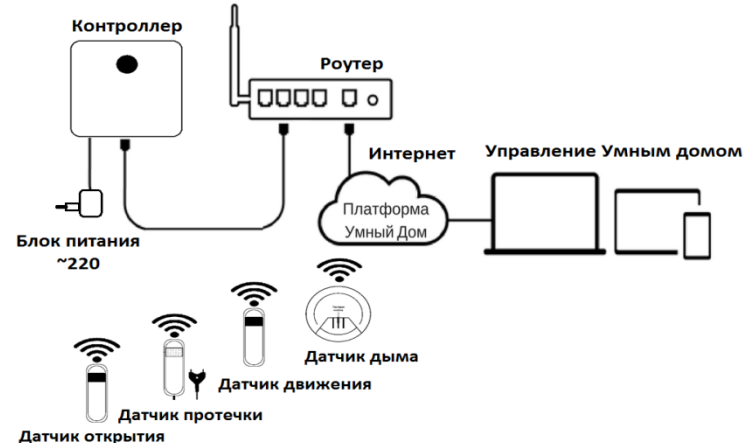 Контроллер
Роутер
Интернет
Управление Умным домом
Платформа
Умный Дом
Блок питания
~220
Датчик дыма
Датчик движения
Датчик протечки
Датчик открытия